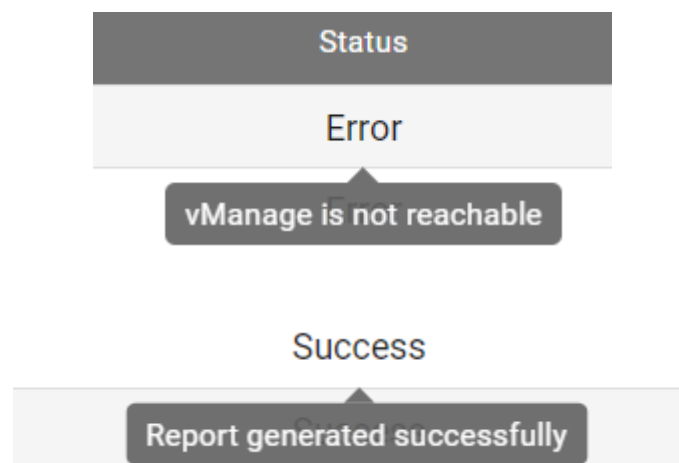 Status
Error
vManage is not reachable
Success
Report generated successfully